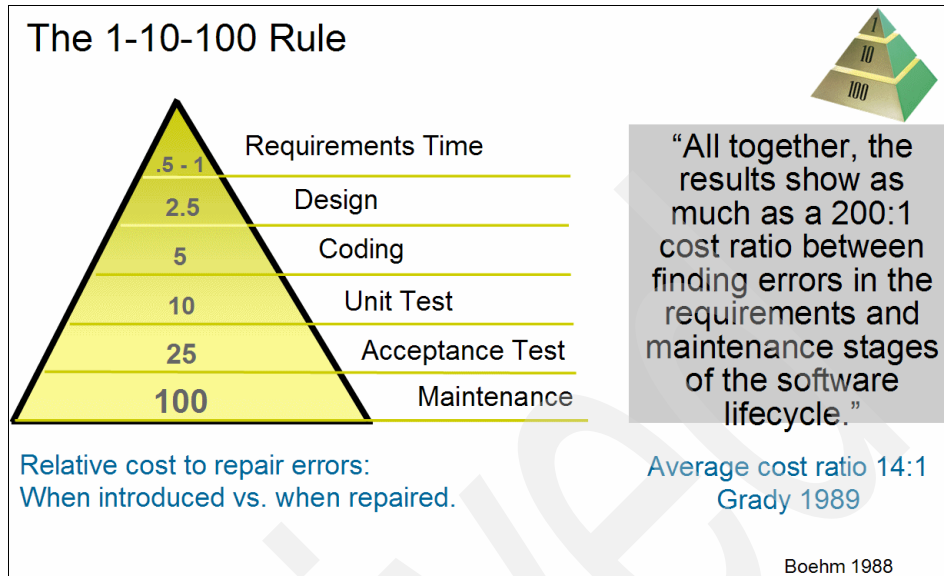 The 1-10-100 Rule
1
10
100
.5 - 1
Requirements Time
2.5
Design
5
Coding
10
Unit Test
25
Acceptance Test
100
Maintenance
Relative cost to repair errors:
When introduced vs. when repaired.
“All together, the
results show as
much as a 200:1
cost ratio between
finding errors in the
requirements and
maintenance stages
of the software
lifecycle.”
Average cost ratio 14:1
Grady 1989
Boehm 1988